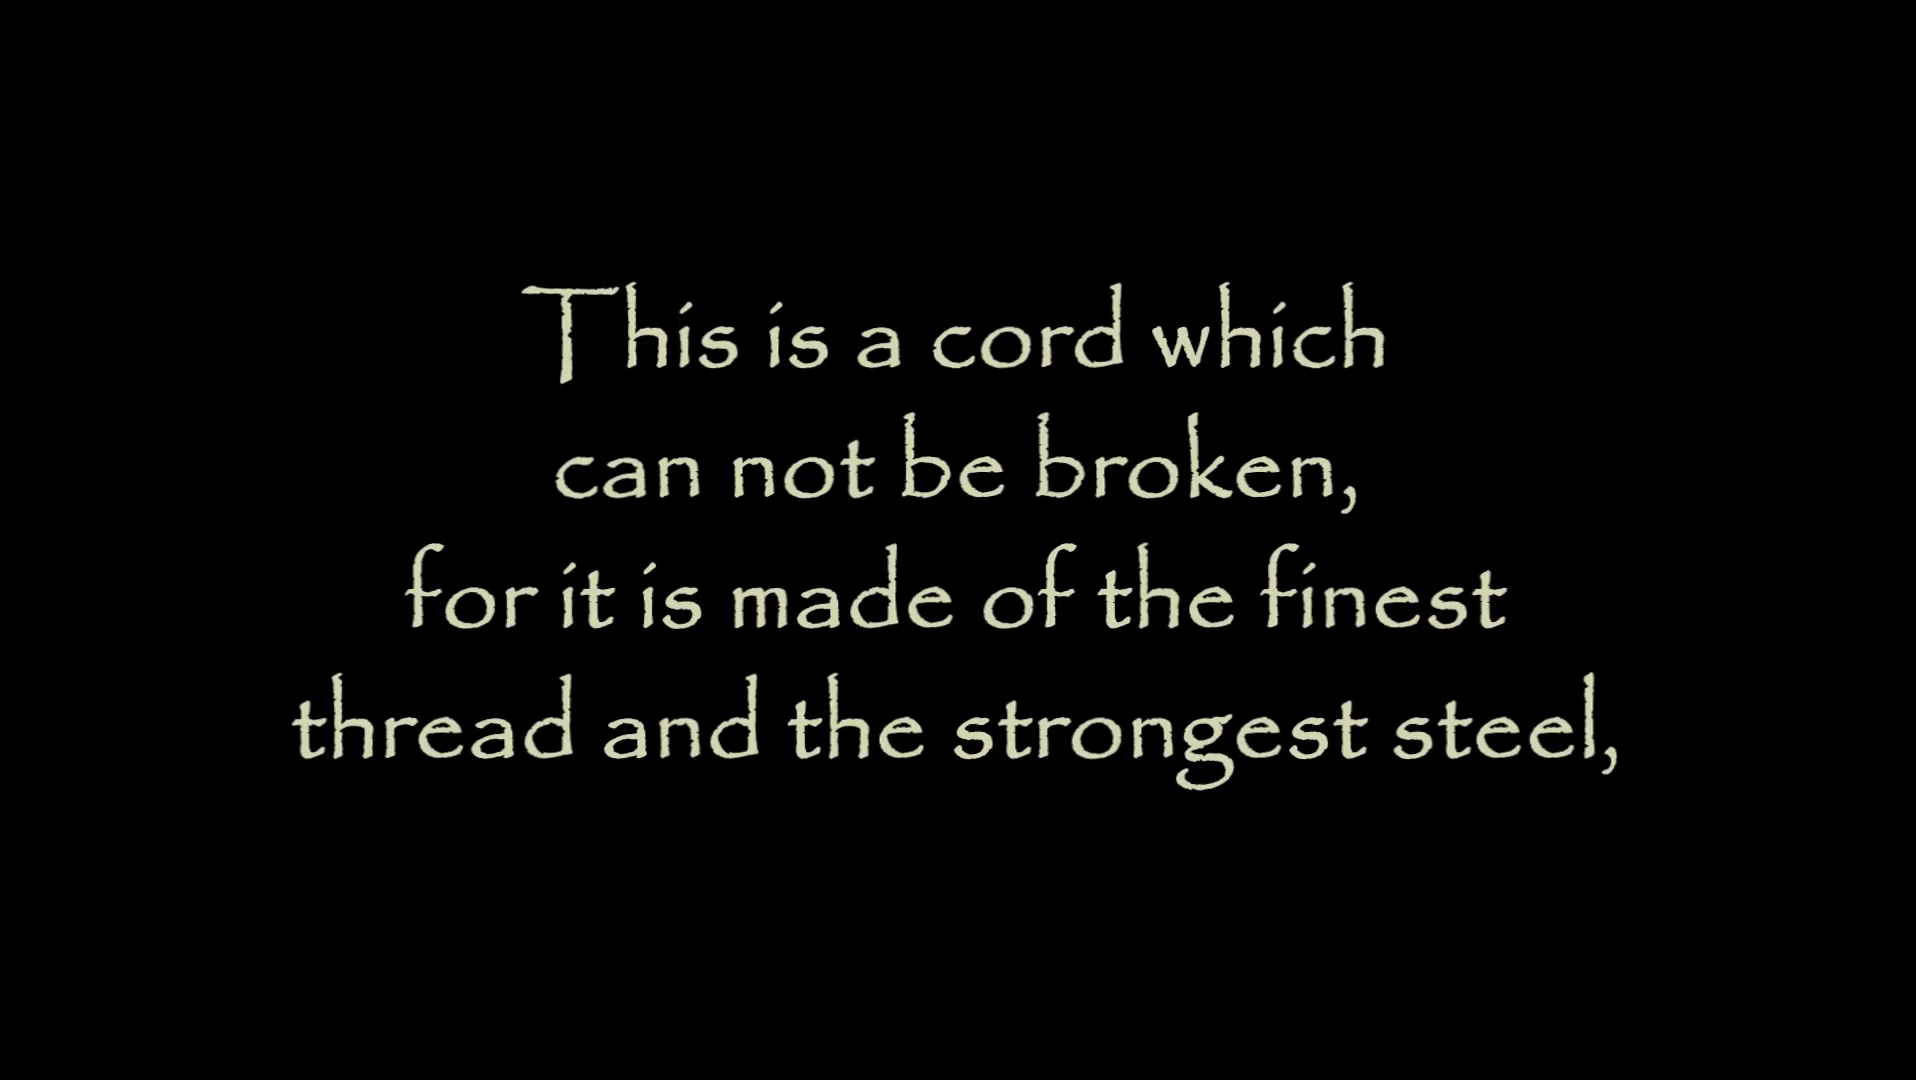 This is a cord which
can not be broken,
for it is made of the finest
thread and the strongest steel,